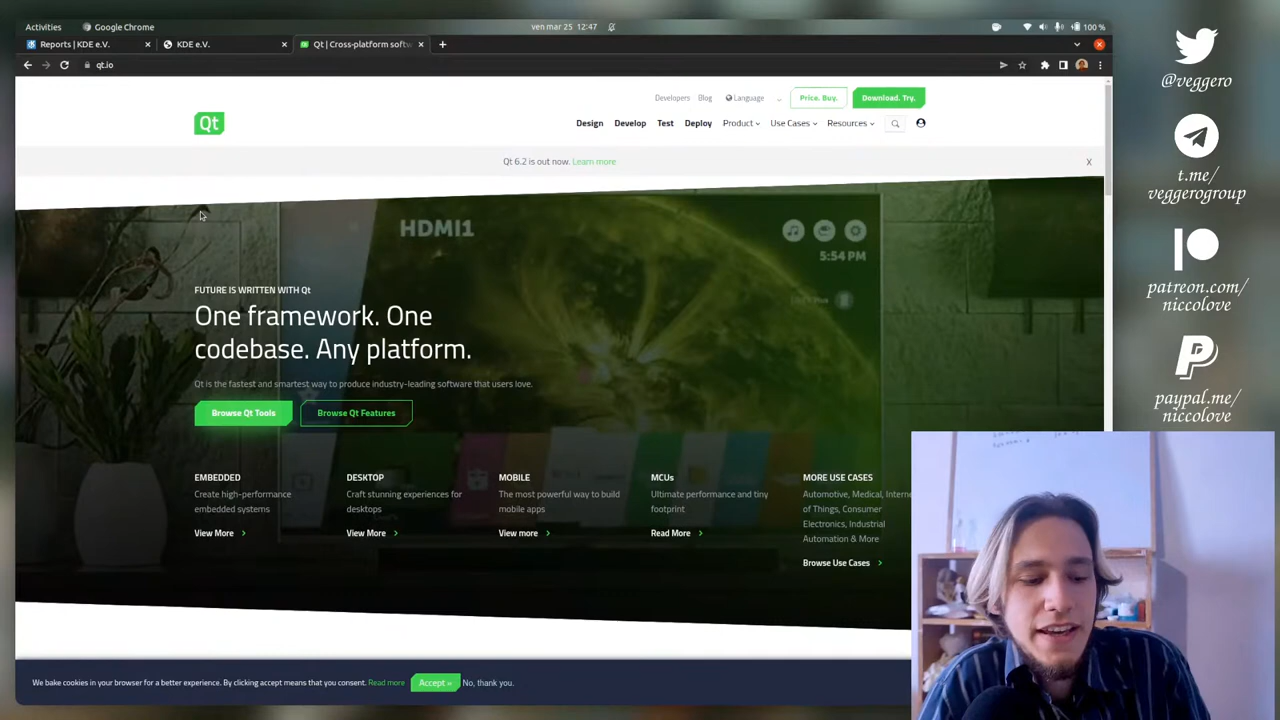 Activities
Google Chrome
ven mar 25 12:47
100 %
Reports | KDE e.V.
KDE e.V.
Qt | Cross-platform softw
qt.io
Developers
Blog
Language
Price. Buy.
Download. Try.
Qt
Design
Develop
Test
Deploy
Product
Use Cases
Resources
Qt 6.2 is out now. Learn more
X
HDMI1
5:54 PM
FUTURE IS WRITTEN WITH Qt
One framework. One
codebase. Any platform.
Qt is the fastest and smartest way to produce industry-leading software that users love.
Browse Qt Tools
Browse Qt Features
EMBEDDED
Create high-performance
embedded systems
View More
DESKTOP
Craft stunning experiences for
desktops
View More
MOBILE
The most powerful way to build
mobile apps
View more
MCUs
Ultimate performance and tiny
footprint
Read More
MORE USE CASES
Automotive, Medical, Interne
of Things, Consumer
Electronics, Industrial
Automation & More
Browse Use Cases
We bake cookies in your browser for a better experience. By clicking accept means that you consent. Read more
Accept »
No, thank you.
@veggero
t.me/
veggerogroup
patreon.com/
niccolove
paypal.me/
niccolove